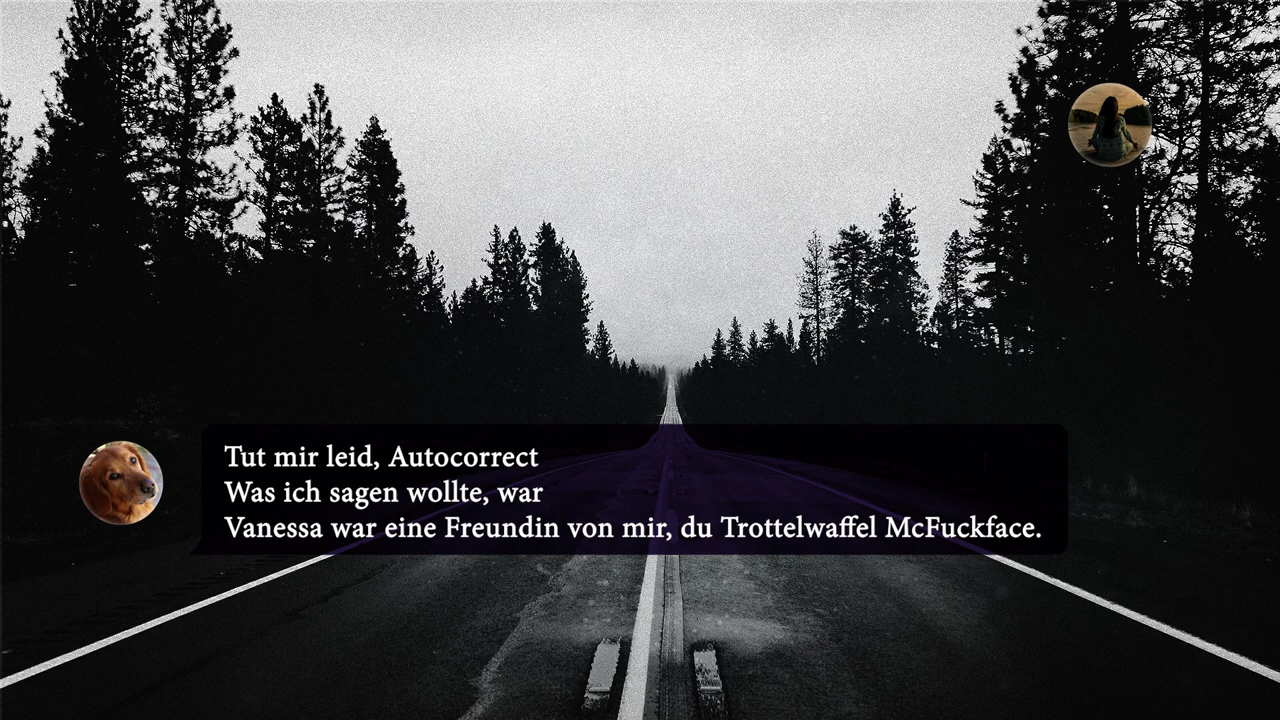 Tut mir leid, Autocorrect
Was ich sagen wollte, war
Vanessa war eine Freundin von mir, du Trottelwaffel McFuckface.